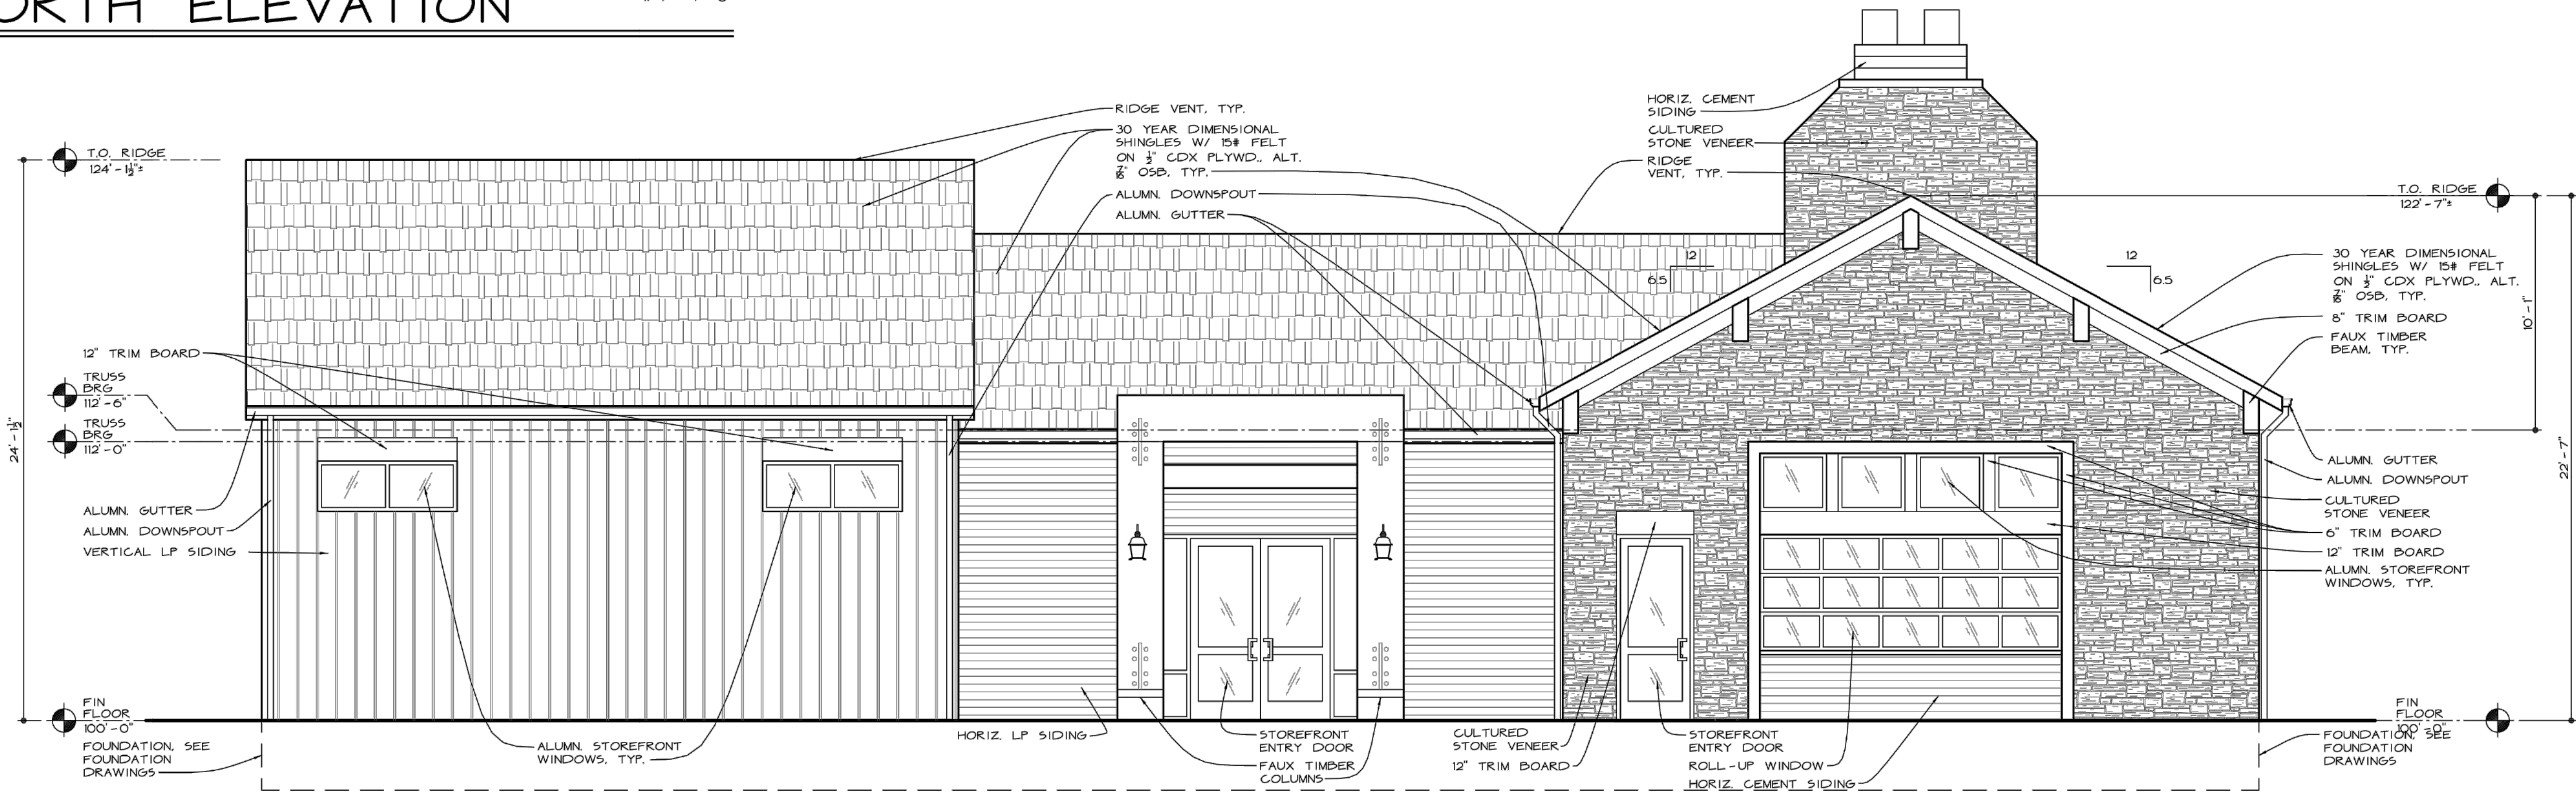 ORTH ELEVATION
T.O. RIDGE
124'-1½"±
24'-1½"
12" TRIM BOARD
TRUSS
BRG
112'-6"
TRUSS
BRG
112'-0"
ALUMN. GUTTER
ALUMN. DOWNSPOUT
VERTICAL LP SIDING
FIN
FLOOR
100'-0"
FOUNDATION, SEE
FOUNDATION
DRAWINGS
ALUMN. STOREFRONT
WINDOWS, TYP.
RIDGE VENT, TYP.
30 YEAR DIMENSIONAL
SHINGLES W/ 15# FELT
ON ½" CDX PLYWD., ALT.
⁷⁄₁₆" OSB, TYP.
ALUMN. DOWNSPOUT
ALUMN. GUTTER
HORIZ. LP SIDING
STOREFRONT
ENTRY DOOR
FAUX TIMBER
COLUMNS
CULTURED
STONE VENEER
12" TRIM BOARD
STOREFRONT
ENTRY DOOR
ROLL-UP WINDOW
HORIZ. CEMENT SIDING
HORIZ. CEMENT
SIDING
CULTURED
STONE VENEER
RIDGE
VENT, TYP.
12
6.5
12
6.5
T.O. RIDGE
122'-7"±
30 YEAR DIMENSIONAL
SHINGLES W/ 15# FELT
ON ½" CDX PLYWD., ALT.
⁷⁄₁₆" OSB, TYP.
8" TRIM BOARD
FAUX TIMBER
BEAM, TYP.
10'-1"
22'-7"
ALUMN. GUTTER
ALUMN. DOWNSPOUT
CULTURED
STONE VENEER
6" TRIM BOARD
12" TRIM BOARD
ALUMN. STOREFRONT
WINDOWS, TYP.
FIN
FLOOR
100'-0"
FOUNDATION, SEE
FOUNDATION
DRAWINGS